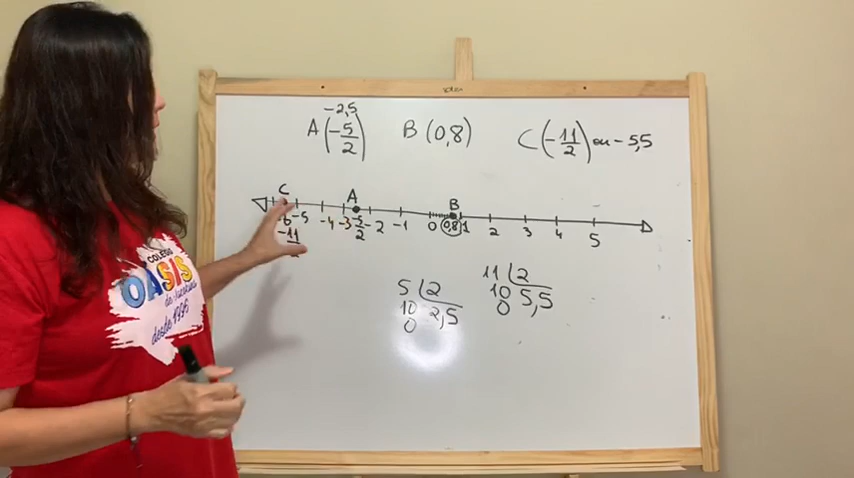 -2,5
A (-5/2) B (0,8) C (-11/2) ou -5,5
C A B
-6 -5 -4 -3 -5/2 -2 -1 0 0,8 1 2 3 4 5
-11
5 2 11 2
10 2,5 10 5,5
0 0
COLÉGIO
OASIS
desde 1995